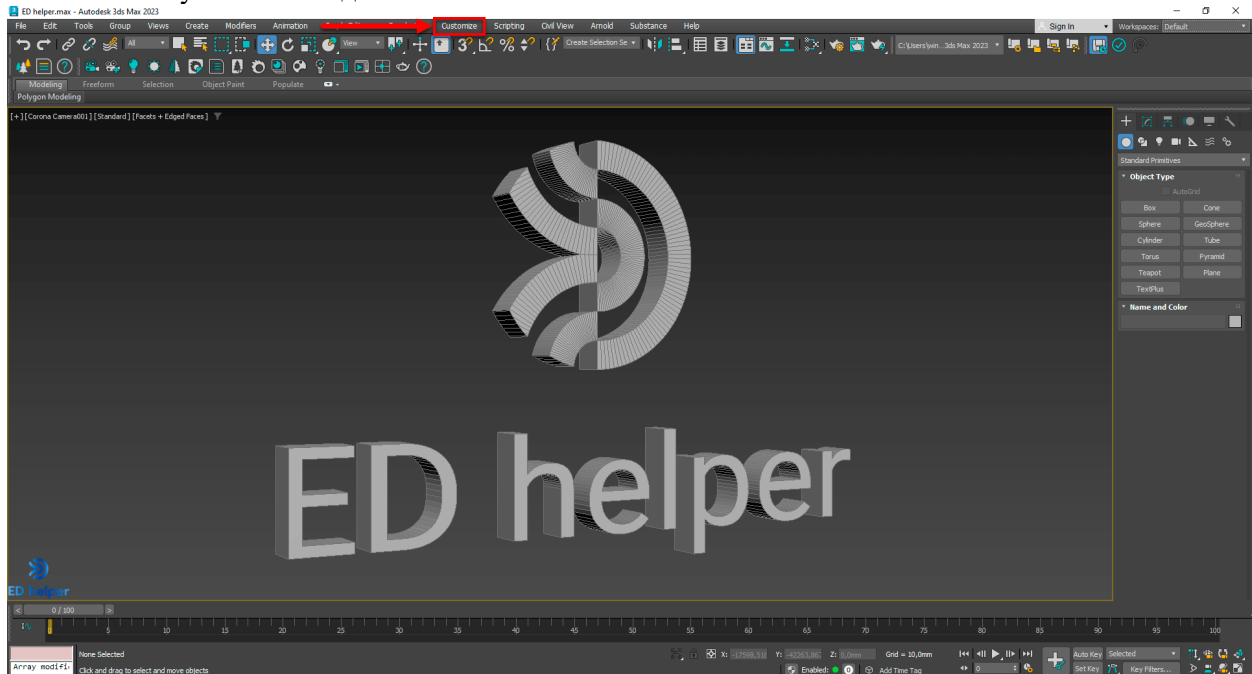 ED helper.max - Autodesk 3ds Max 2023
File Edit Tools Group Views Create Modifiers Animation Customize Scripting Civil View Arnold Substance Help
Sign In Workspaces: Default
All View Create Selection Se C:\Users\win...3ds Max 2023
Modeling Freeform Selection Object Paint Populate
Polygon Modeling
[+] [Corona Camera001] [Standard] [Facets + Edged Faces]
Standard Primitives
Object Type
AutoGrid
Box Cone
Sphere GeoSphere
Cylinder Tube
Torus Pyramid
Teapot Plane
TextPlus
Name and Color
ED helper
ED helper
0 / 100
0 5 10 15 20 25 30 35 40 45 50 55 60 65 70 75 80 85 90 95 100
None Selected X: Y: Z: 0,0mm Grid = 10,0mm Auto Key Selected
Array modifi Click and drag to select and move objects Enabled: 0 Add Time Tag 0 Set Key Key Filters...